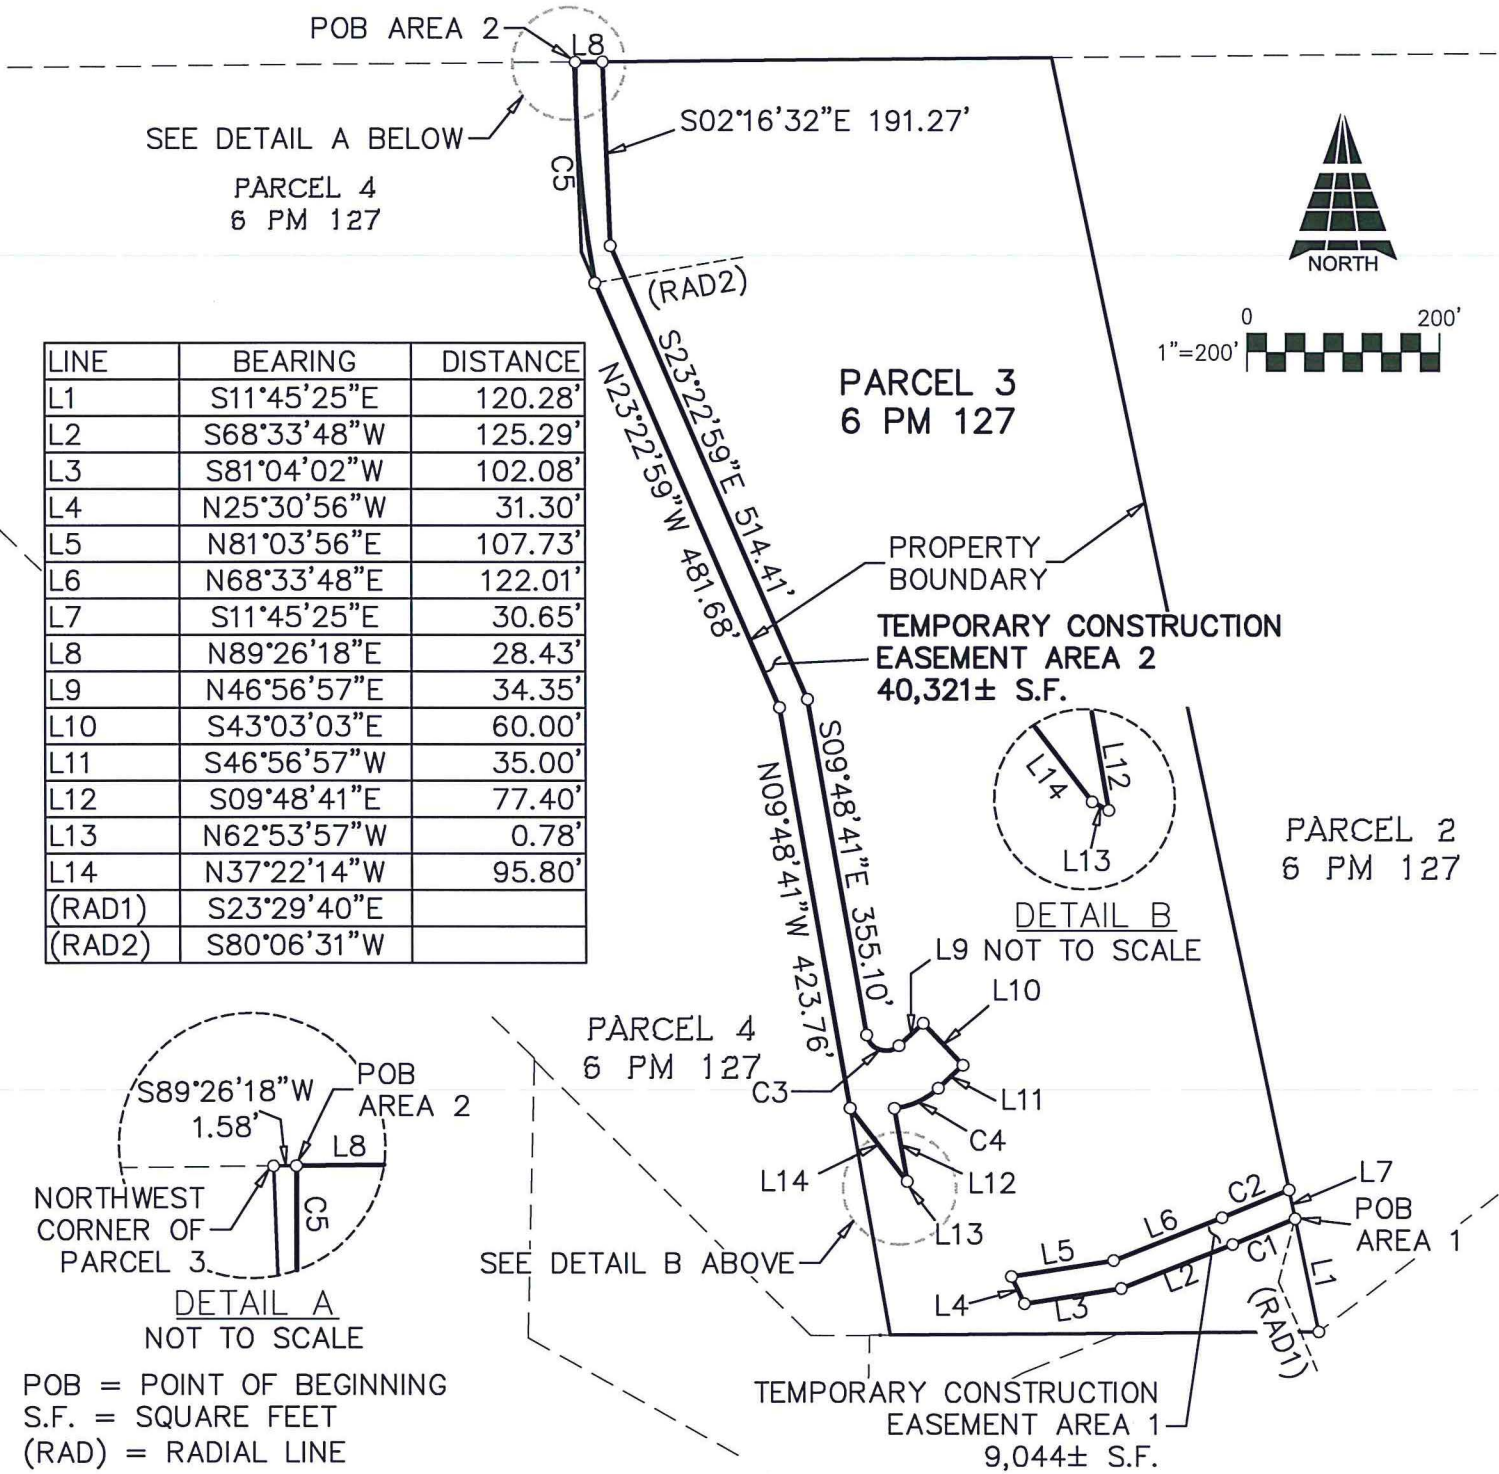 POB AREA 2
L8
SEE DETAIL A BELOW
S02°16'32"E 191.27'
C5
PARCEL 4
6 PM 127
NORTH
(RAD2)
0 200'
1"=200'
S23°22'59"E 514.41'
N23°22'59"W 481.68'
PARCEL 3
6 PM 127
LINE BEARING DISTANCE
L1 S11°45'25"E 120.28'
L2 S68°33'48"W 125.29'
L3 S81°04'02"W 102.08'
L4 N25°30'56"W 31.30'
L5 N81°03'56"E 107.73'
L6 N68°33'48"E 122.01'
L7 S11°45'25"E 30.65'
L8 N89°26'18"E 28.43'
L9 N46°56'57"E 34.35'
L10 S43°03'03"E 60.00'
L11 S46°56'57"W 35.00'
L12 S09°48'41"E 77.40'
L13 N62°53'57"W 0.78'
L14 N37°22'14"W 95.80'
(RAD1) S23°29'40"E
(RAD2) S80°06'31"W
PROPERTY
BOUNDARY
TEMPORARY CONSTRUCTION
EASEMENT AREA 2
40,321± S.F.
S09°48'41"E 355.10'
N09°48'41"W 423.76'
L14
L12
L13
DETAIL B
NOT TO SCALE
PARCEL 2
6 PM 127
L9
L10
PARCEL 4
6 PM 127
C3
L11
C4
L14
L12
L13
SEE DETAIL B ABOVE
S89°26'18"W
1.58'
POB
AREA 2
L8
NORTHWEST
CORNER OF
PARCEL 3
C5
DETAIL A
NOT TO SCALE
C2
L7
L6
POB
AREA 1
L5
C1
L2
L4
L3
L1
(RAD1)
TEMPORARY CONSTRUCTION
EASEMENT AREA 1
9,044± S.F.
POB = POINT OF BEGINNING
S.F. = SQUARE FEET
(RAD) = RADIAL LINE